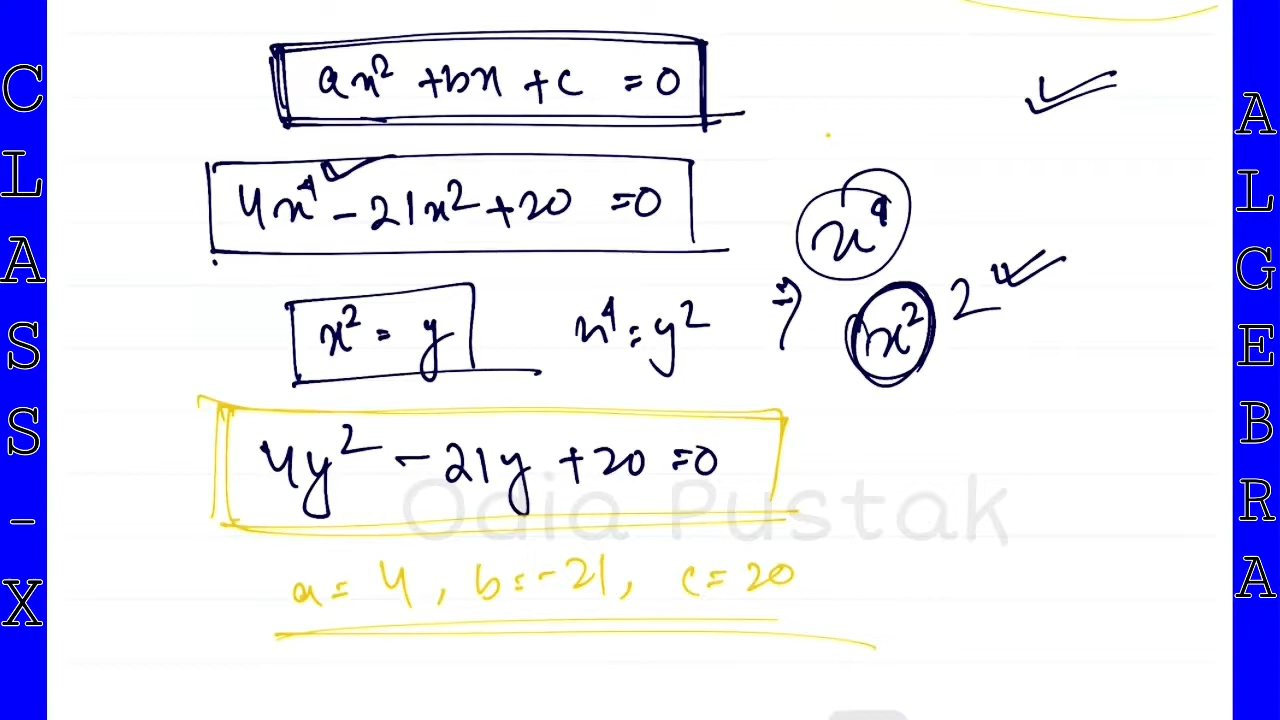 CLASS-X
ax² + bx + c = 0
4x⁴ - 21x² + 20 = 0
x⁴
x² = y
x⁴ = y²
⇒ x² 2
4y² - 21y + 20 = 0
Odia Pustak
a = 4, b = -21, c = 20
ALGEBRA